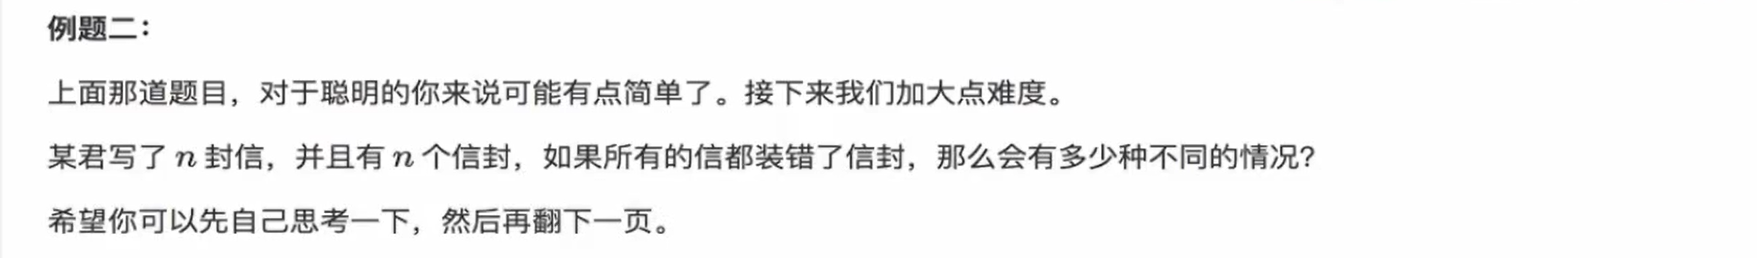 例题二：
上面那道题目，对于聪明的你来说可能有点简单了。接下来我们加大点难度。
某君写了 n 封信，并且有 n 个信封，如果所有的信都装错了信封，那么会有多少种不同的情况？
希望你可以先自己思考一下，然后再翻下一页。